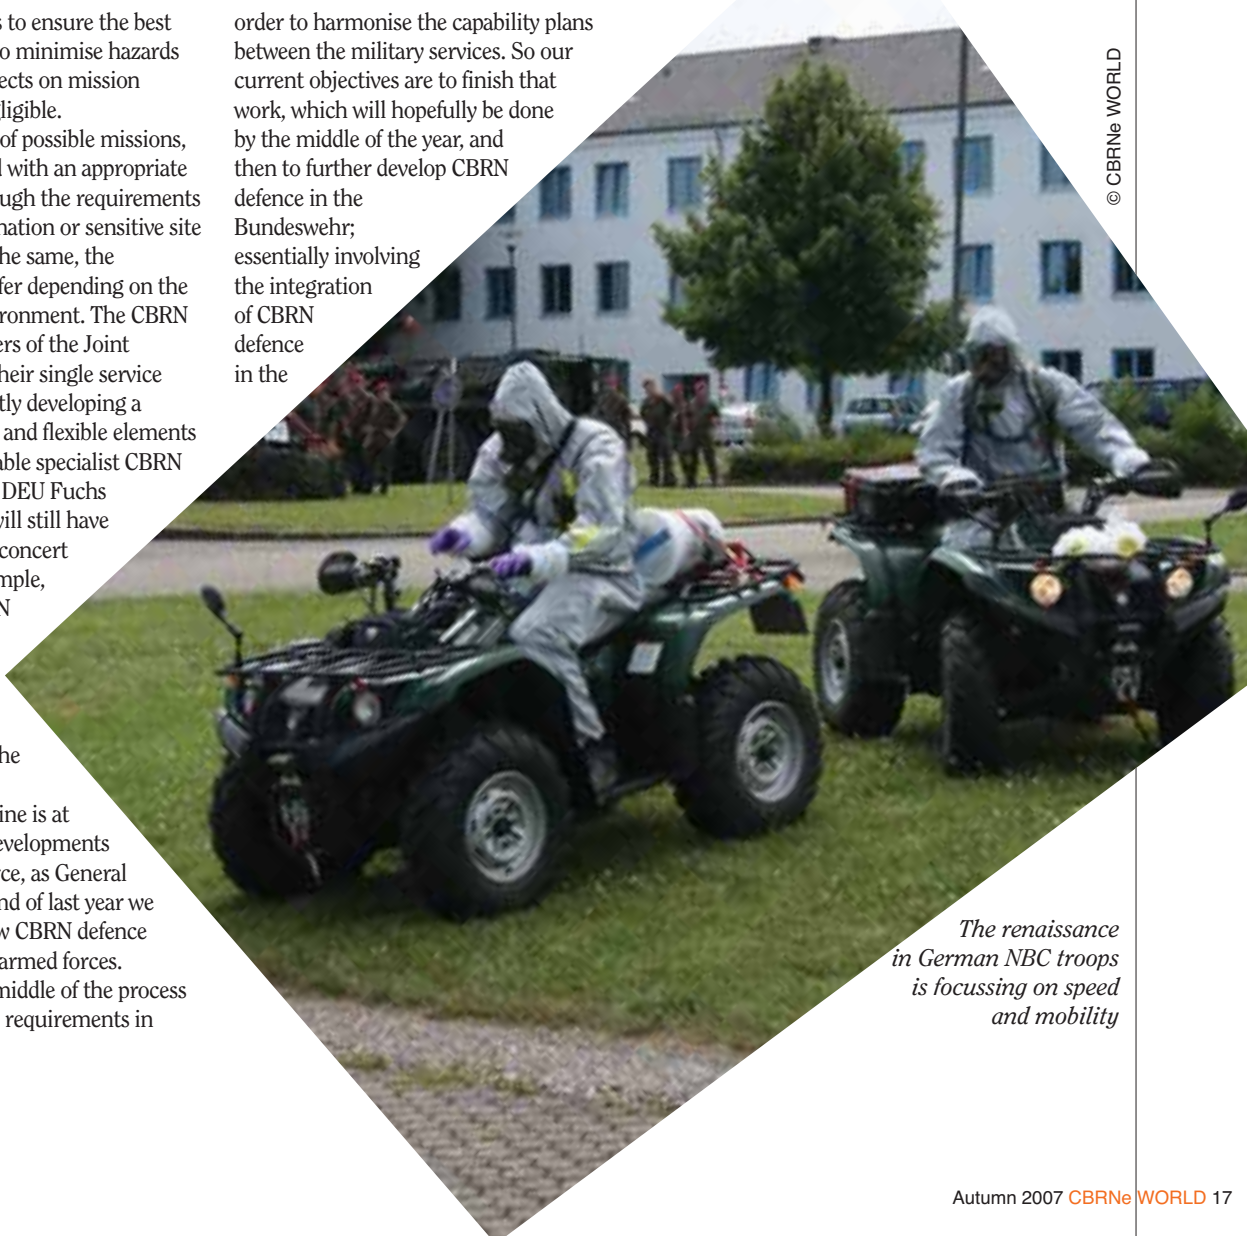 s to ensure the best
o minimise hazards
ects on mission
ligible.
of possible missions,
l with an appropriate
ugh the requirements
nation or sensitive site
he same, the
fer depending on the
ronment. The CBRN
ers of the Joint
heir single service
tly developing a
and flexible elements
able specialist CBRN
DEU Fuchs
vill still have
concert
mple,
N
he
ine is at
evelopments
rce, as General
nd of last year we
w CBRN defence
armed forces.
middle of the process
requirements in
order to harmonise the capability plans
between the military services. So our
current objectives are to finish that
work, which will hopefully be done
by the middle of the year, and
then to further develop CBRN
defence in the
Bundeswehr;
essentially involving
the integration
of CBRN
defence
in the
© CBRNe WORLD
The renaissance
in German NBC troops
is focussing on speed
and mobility
Autumn 2007 CBRNe WORLD 17